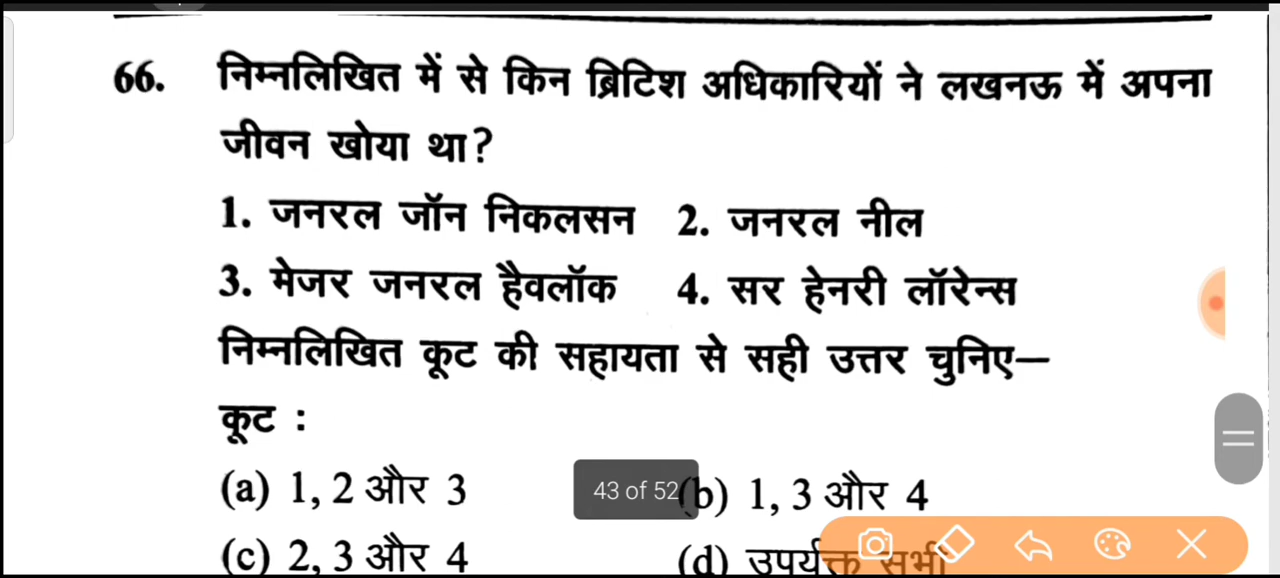 66. निम्नलिखित में से किन ब्रिटिश अधिकारियों ने लखनऊ में अपना
जीवन खोया था?
1. जनरल जॉन निकलसन 2. जनरल नील
3. मेजर जनरल हैवलॉक 4. सर हेनरी लॉरेन्स
निम्नलिखित कूट की सहायता से सही उत्तर चुनिए—
कूट :
(a) 1, 2 और 3 43 of 52 (b) 1, 3 और 4
(c) 2, 3 और 4 (d) उपर्युक्त सभी